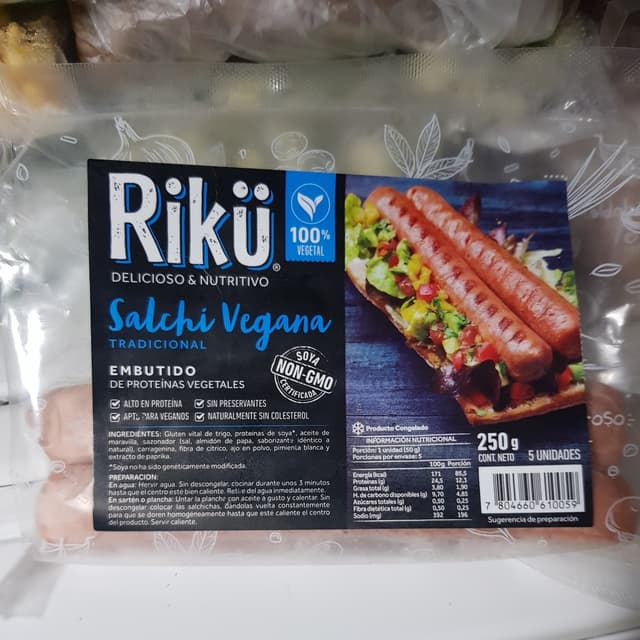 Rikü®
DELICIOSO & NUTRITIVO
100%
VEGETAL
Salchi Vegana
TRADICIONAL
EMBUTIDO
DE PROTEÍNAS VEGETALES
SOYA
NON-GMO
CERTIFICADA
ALTO EN PROTEÍNA
SIN PRESERVANTES
APTO PARA VEGANOS
NATURALMENTE SIN COLESTEROL
INGREDIENTES: Gluten vital de trigo, proteínas de soya*, aceite de
maravilla, sazonador (sal, almidón de papa, saborizante idéntico a
natural), carragenina, fibra de cítrico, ajo en polvo, pimienta blanca y
extracto de paprika.
*Soya no ha sido genéticamente modificada.
PREPARACION:
En agua: Hervir agua. Sin descongelar, cocinar durante unos 3 minutos
hasta que el centro esté bien caliente. Retire del agua inmediatamente.
En sartén o plancha: Untar la plancha con aceite a gusto y calentar. Sin
descongelar colocar las salchichas, dándolas vuelta constantemente
para que se doren homogéneamente hasta que este caliente el centro
del producto. Servir caliente.
Producto Congelado
INFORMACIÓN NUTRICIONAL
Porción: 1 unidad (50 g)
Porciones por envase: 5
100g Porción
Energía (kcal) 171 85,5
Proteínas (g) 24,5 12,3
Grasa total (g) 3,80 1,90
H. de carbono disponibles (g) 9,70 4,85
Azúcares totales (g) 0,50 0,25
Fibra dietética total (g) 0,50 0,25
Sodio (mg) 392 196
250 g
CONT. NETO
5 UNIDADES
7 804660 610059
Sugerencia de preparación